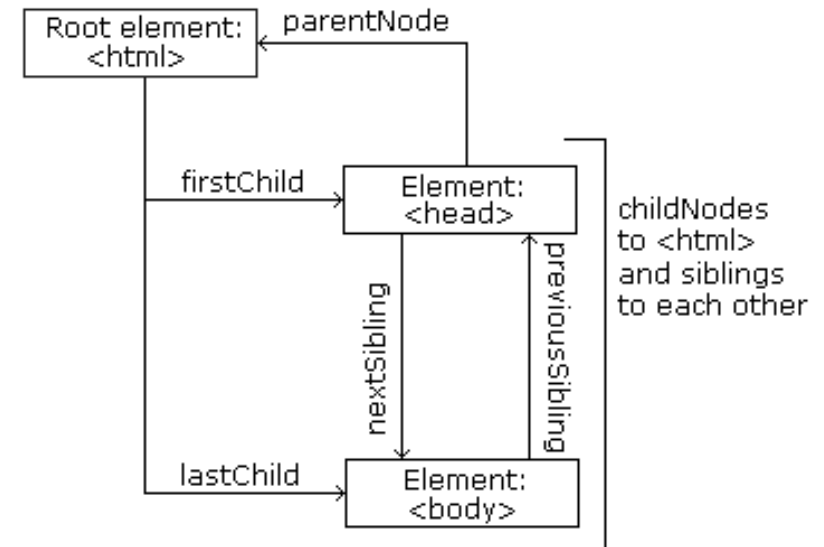 Root element:
<html>
parentNode
firstChild
Element:
<head>
childNodes
to <html>
and siblings
to each other
nextSibling
previousSibling
lastChild
Element:
<body>